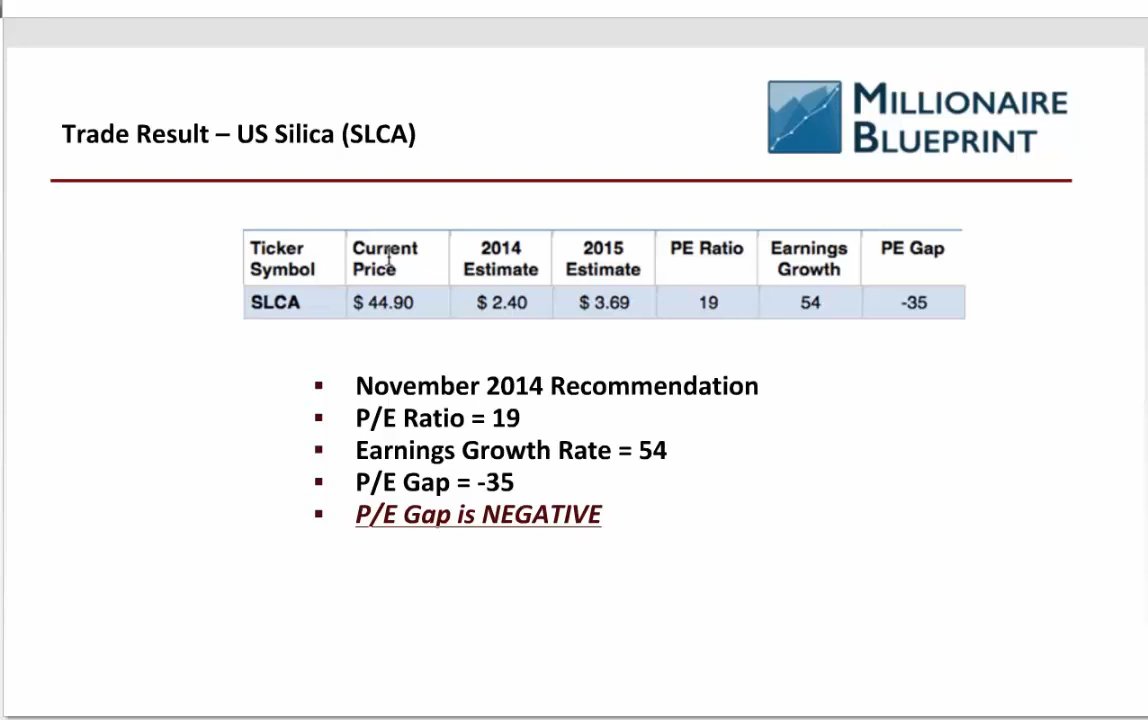 MILLIONAIRE
BLUEPRINT
Trade Result – US Silica (SLCA)
Ticker Symbol | Current Price | 2014 Estimate | 2015 Estimate | PE Ratio | Earnings Growth | PE Gap
SLCA | $ 44.90 | $ 2.40 | $ 3.69 | 19 | 54 | -35
▪ November 2014 Recommendation
▪ P/E Ratio = 19
▪ Earnings Growth Rate = 54
▪ P/E Gap = -35
▪ P/E Gap is NEGATIVE